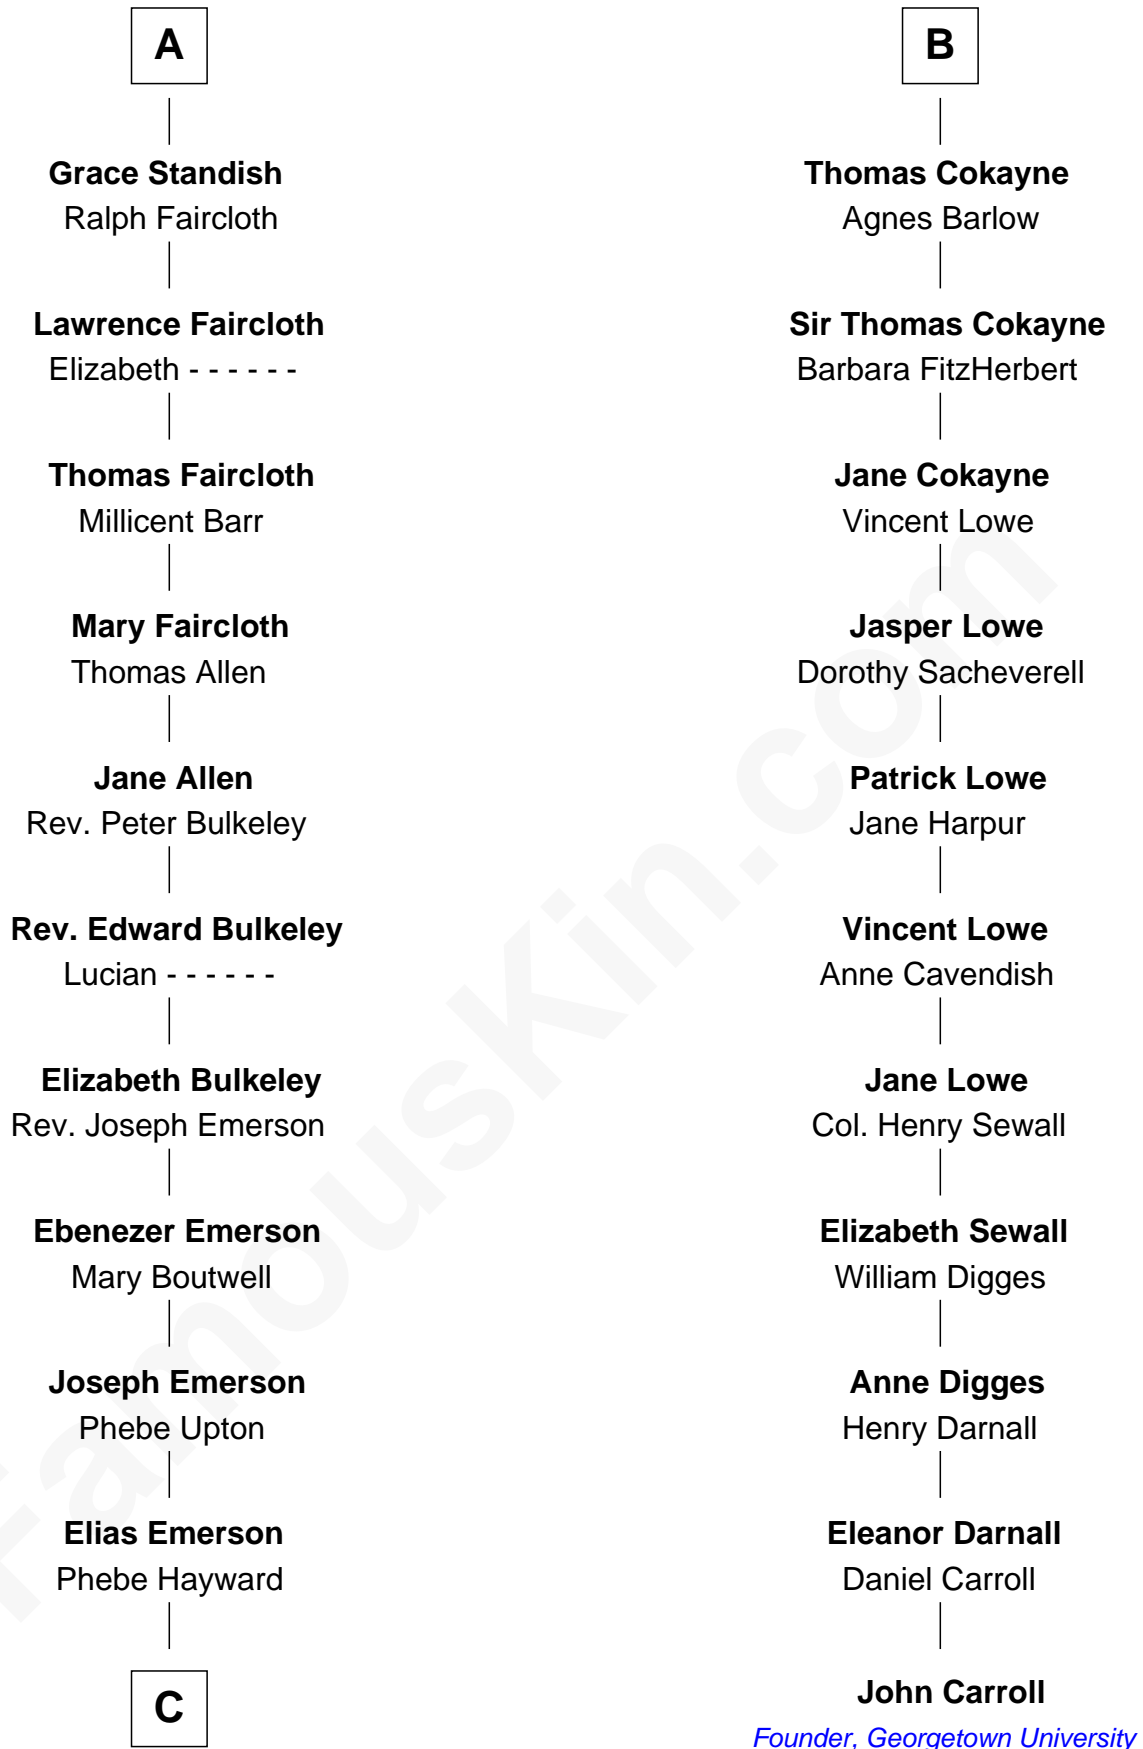 A
Grace Standish
Ralph Faircloth
Lawrence Faircloth
Elizabeth - - - - - -
Thomas Faircloth
Millicent Barr
Mary Faircloth
Thomas Allen
Jane Allen
Rev. Peter Bulkeley
Rev. Edward Bulkeley
Lucian - - - - - -
Elizabeth Bulkeley
Rev. Joseph Emerson
Ebenezer Emerson
Mary Boutwell
Joseph Emerson
Phebe Upton
Elias Emerson
Phebe Hayward
C
B
Thomas Cokayne
Agnes Barlow
Sir Thomas Cokayne
Barbara FitzHerbert
Jane Cokayne
Vincent Lowe
Jasper Lowe
Dorothy Sacheverell
Patrick Lowe
Jane Harpur
Vincent Lowe
Anne Cavendish
Jane Lowe
Col. Henry Sewall
Elizabeth Sewall
William Digges
Anne Digges
Henry Darnall
Eleanor Darnall
Daniel Carroll
John Carroll
Founder, Georgetown University
FamousKin.com